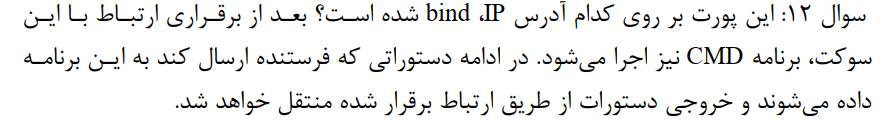 سوال ۱۲: این پورت بر روی کدام آدرس IP، bind شده است؟ بعد از برقراری ارتباط با این
سوکت، برنامه CMD نیز اجرا می‌شود. در ادامه دستوراتی که فرستنده ارسال کند به این برنامه
داده می‌شوند و خروجی دستورات از طریق ارتباط برقرار شده منتقل خواهد شد.